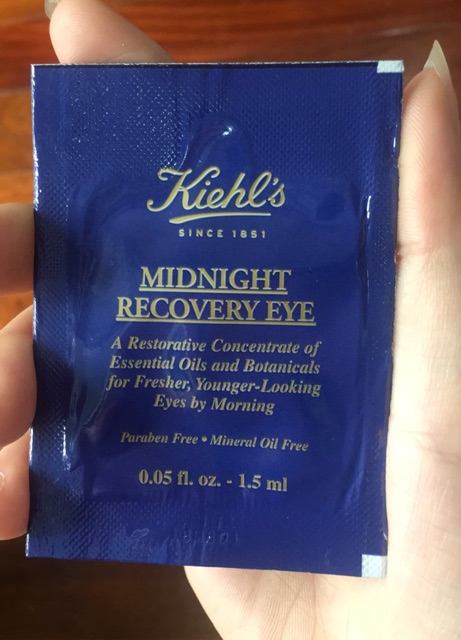 Kiehl's
SINCE 1851
MIDNIGHT
RECOVERY EYE
A Restorative Concentrate of
Essential Oils and Botanicals
for Fresher, Younger-Looking
Eyes by Morning
Paraben Free • Mineral Oil Free
0.05 fl. oz. - 1.5 ml